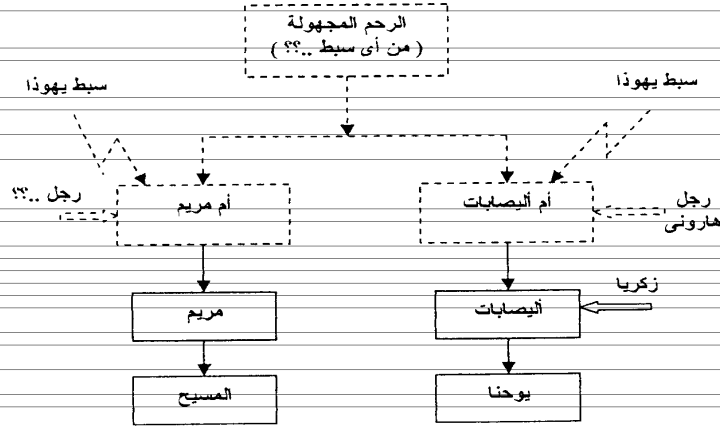 الرحم المجهولة
( من أى سبط ..؟؟ )
سبط يهوذا
سبط يهوذا
رجل
هارونى
أم أليصابات
أم مريم
رجل ..؟؟
زكريا
أليصابات
مريم
يوحنا
المسيح